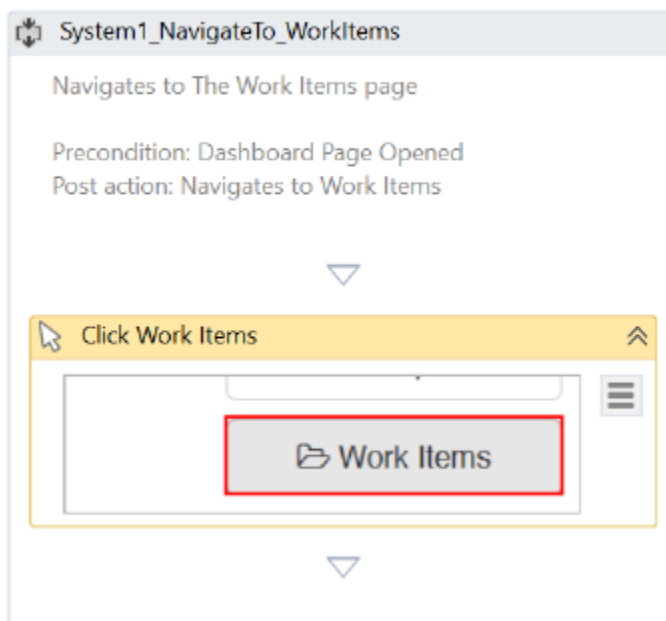 System1_NavigateTo_WorkItems
Navigates to The Work Items page
Precondition: Dashboard Page Opened
Post action: Navigates to Work Items
Click Work Items
Work Items